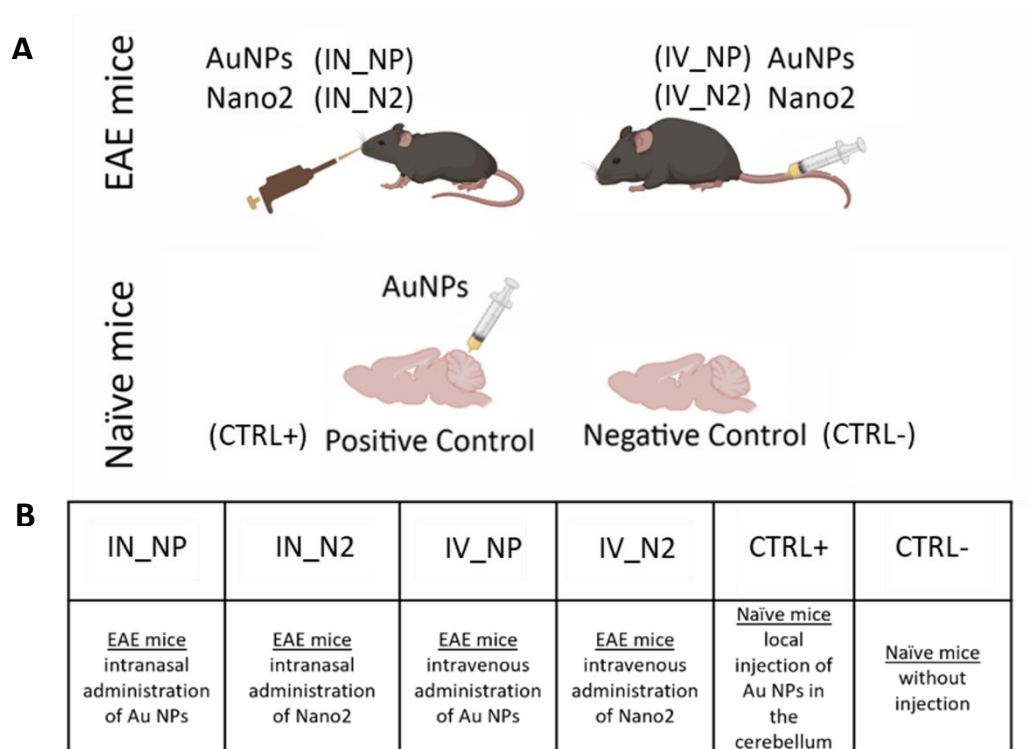 A
EAE mice
AuNPs (IN_NP)
Nano2 (IN_N2)
(IV_NP) AuNPs
(IV_N2) Nano2
Naïve mice
AuNPs
(CTRL+) Positive Control
Negative Control (CTRL-)
B
IN_NP
IN_N2
IV_NP
IV_N2
CTRL+
CTRL-
EAE mice
intranasal
administration
of Au NPs
EAE mice
intranasal
administration
of Nano2
EAE mice
intravenous
administration
of Au NPs
EAE mice
intravenous
administration
of Nano2
Naïve mice
local
injection of
Au NPs in
the
cerebellum
Naïve mice
without
injection